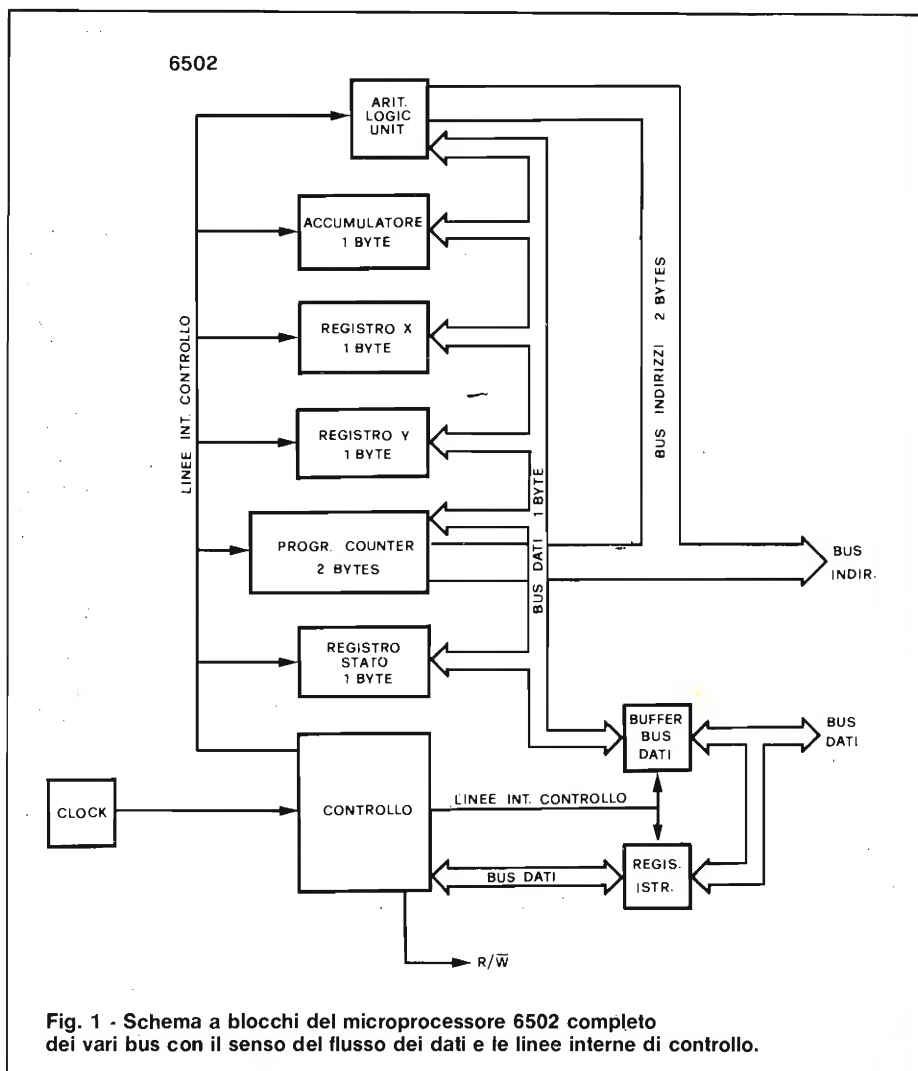 6502
ARIT.
LOGIC
UNIT
ACCUMULATORE
1 BYTE
REGISTRO X
1 BYTE
REGISTRO Y
1 BYTE
PROGR. COUNTER
2 BYTES
REGISTRO
STATO
1 BYTE
LINEE INT. CONTROLLO
BUS DATI 1 BYTE
BUS INDIRIZZI 2 BYTES
BUS
INDIR.
BUFFER
BUS
DATI
BUS
DATI
CLOCK
CONTROLLO
LINEE INT. CONTROLLO
BUS DATI
REGIS.
ISTR.
R/W̅
Fig. 1 - Schema a blocchi del microprocessore 6502 completo
dei vari bus con il senso del flusso dei dati e le linee interne di controllo.